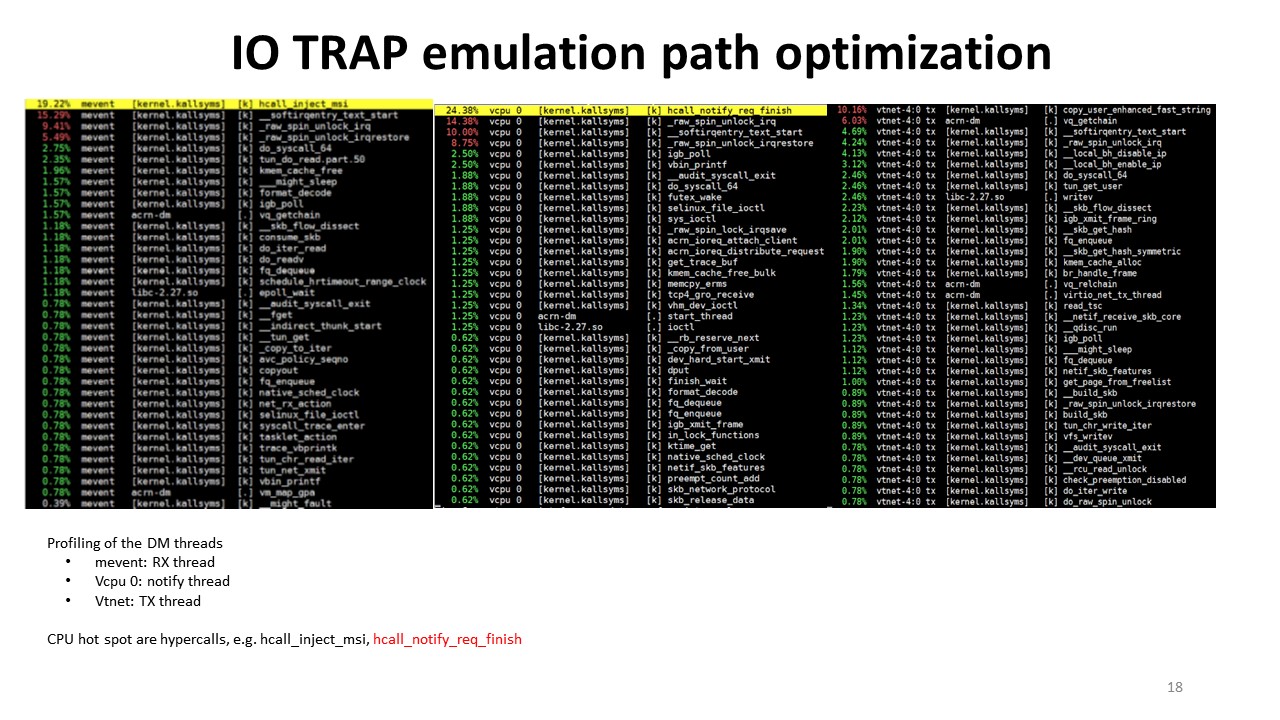 IO TRAP emulation path optimization
19.22% mevent [kernel.kallsyms] [k] hcall_inject_msi
15.29% mevent [kernel.kallsyms] [k] __softirqentry_text_start
9.41% mevent [kernel.kallsyms] [k] _raw_spin_unlock_irq
5.49% mevent [kernel.kallsyms] [k] _raw_spin_unlock_irqrestore
2.75% mevent [kernel.kallsyms] [k] do_syscall_64
2.35% mevent [kernel.kallsyms] [k] tun_do_read.part.50
1.96% mevent [kernel.kallsyms] [k] kmem_cache_free
1.57% mevent [kernel.kallsyms] [k] ___might_sleep
1.57% mevent [kernel.kallsyms] [k] format_decode
1.57% mevent [kernel.kallsyms] [k] igb_poll
1.57% mevent acrn-dm [.] vq_getchain
1.18% mevent [kernel.kallsyms] [k] __skb_flow_dissect
1.18% mevent [kernel.kallsyms] [k] consume_skb
1.18% mevent [kernel.kallsyms] [k] do_iter_read
1.18% mevent [kernel.kallsyms] [k] do_readv
1.18% mevent [kernel.kallsyms] [k] fq_dequeue
1.18% mevent [kernel.kallsyms] [k] schedule_hrtimeout_range_clock
1.18% mevent libc-2.27.so [.] epoll_wait
0.78% mevent [kernel.kallsyms] [k] __audit_syscall_exit
0.78% mevent [kernel.kallsyms] [k] __fget
0.78% mevent [kernel.kallsyms] [k] __indirect_thunk_start
0.78% mevent [kernel.kallsyms] [k] __tun_get
0.78% mevent [kernel.kallsyms] [k] _copy_to_iter
0.78% mevent [kernel.kallsyms] [k] avc_policy_seqno
0.78% mevent [kernel.kallsyms] [k] copyout
0.78% mevent [kernel.kallsyms] [k] fq_enqueue
0.78% mevent [kernel.kallsyms] [k] native_sched_clock
0.78% mevent [kernel.kallsyms] [k] net_rx_action
0.78% mevent [kernel.kallsyms] [k] selinux_file_ioctl
0.78% mevent [kernel.kallsyms] [k] syscall_trace_enter
0.78% mevent [kernel.kallsyms] [k] tasklet_action
0.78% mevent [kernel.kallsyms] [k] trace_vbprintk
0.78% mevent [kernel.kallsyms] [k] tun_chr_read_iter
0.78% mevent [kernel.kallsyms] [k] tun_net_xmit
0.78% mevent [kernel.kallsyms] [k] vbin_printf
0.78% mevent acrn-dm [.] vm_map_gpa
0.39% mevent [kernel.kallsyms] [k] __might_fault
24.38% vcpu 0 [kernel.kallsyms] [k] hcall_notify_req_finish
14.38% vcpu 0 [kernel.kallsyms] [k] _raw_spin_unlock_irq
10.00% vcpu 0 [kernel.kallsyms] [k] __softirqentry_text_start
8.75% vcpu 0 [kernel.kallsyms] [k] _raw_spin_unlock_irqrestore
2.50% vcpu 0 [kernel.kallsyms] [k] igb_poll
2.50% vcpu 0 [kernel.kallsyms] [k] vbin_printf
1.88% vcpu 0 [kernel.kallsyms] [k] __audit_syscall_exit
1.88% vcpu 0 [kernel.kallsyms] [k] do_syscall_64
1.88% vcpu 0 [kernel.kallsyms] [k] futex_wake
1.88% vcpu 0 [kernel.kallsyms] [k] selinux_file_ioctl
1.88% vcpu 0 [kernel.kallsyms] [k] sys_ioctl
1.25% vcpu 0 [kernel.kallsyms] [k] _raw_spin_lock_irqsave
1.25% vcpu 0 [kernel.kallsyms] [k] acrn_ioreq_attach_client
1.25% vcpu 0 [kernel.kallsyms] [k] acrn_ioreq_distribute_request
1.25% vcpu 0 [kernel.kallsyms] [k] get_trace_buf
1.25% vcpu 0 [kernel.kallsyms] [k] kmem_cache_free_bulk
1.25% vcpu 0 [kernel.kallsyms] [k] memcpy_erms
1.25% vcpu 0 [kernel.kallsyms] [k] tcp4_gro_receive
1.25% vcpu 0 [kernel.kallsyms] [k] vhm_dev_ioctl
1.25% vcpu 0 acrn-dm [.] start_thread
1.25% vcpu 0 libc-2.27.so [.] ioctl
0.62% vcpu 0 [kernel.kallsyms] [k] __rb_reserve_next
0.62% vcpu 0 [kernel.kallsyms] [k] _copy_from_user
0.62% vcpu 0 [kernel.kallsyms] [k] dev_hard_start_xmit
0.62% vcpu 0 [kernel.kallsyms] [k] dput
0.62% vcpu 0 [kernel.kallsyms] [k] finish_wait
0.62% vcpu 0 [kernel.kallsyms] [k] format_decode
0.62% vcpu 0 [kernel.kallsyms] [k] fq_dequeue
0.62% vcpu 0 [kernel.kallsyms] [k] fq_enqueue
0.62% vcpu 0 [kernel.kallsyms] [k] igb_xmit_frame
0.62% vcpu 0 [kernel.kallsyms] [k] in_lock_functions
0.62% vcpu 0 [kernel.kallsyms] [k] ktime_get
0.62% vcpu 0 [kernel.kallsyms] [k] native_sched_clock
0.62% vcpu 0 [kernel.kallsyms] [k] netif_skb_features
0.62% vcpu 0 [kernel.kallsyms] [k] preempt_count_add
0.62% vcpu 0 [kernel.kallsyms] [k] skb_network_protocol
0.62% vcpu 0 [kernel.kallsyms] [k] skb_release_data
10.16% vtnet-4:0 tx [kernel.kallsyms] [k] copy_user_enhanced_fast_string
6.03% vtnet-4:0 tx acrn-dm [.] vq_getchain
4.69% vtnet-4:0 tx [kernel.kallsyms] [k] __softirqentry_text_start
4.24% vtnet-4:0 tx [kernel.kallsyms] [k] _raw_spin_unlock_irq
4.13% vtnet-4:0 tx [kernel.kallsyms] [k] __local_bh_disable_ip
3.12% vtnet-4:0 tx [kernel.kallsyms] [k] __local_bh_enable_ip
2.46% vtnet-4:0 tx [kernel.kallsyms] [k] do_syscall_64
2.46% vtnet-4:0 tx [kernel.kallsyms] [k] tun_get_user
2.46% vtnet-4:0 tx libc-2.27.so [.] writev
2.23% vtnet-4:0 tx [kernel.kallsyms] [k] __skb_flow_dissect
2.12% vtnet-4:0 tx [kernel.kallsyms] [k] igb_xmit_frame_ring
2.01% vtnet-4:0 tx [kernel.kallsyms] [k] __skb_get_hash
2.01% vtnet-4:0 tx [kernel.kallsyms] [k] fq_enqueue
1.90% vtnet-4:0 tx [kernel.kallsyms] [k] __skb_get_hash_symmetric
1.90% vtnet-4:0 tx [kernel.kallsyms] [k] kmem_cache_alloc
1.79% vtnet-4:0 tx [kernel.kallsyms] [k] br_handle_frame
1.56% vtnet-4:0 tx acrn-dm [.] vq_relchain
1.45% vtnet-4:0 tx acrn-dm [.] virtio_net_tx_thread
1.34% vtnet-4:0 tx [kernel.kallsyms] [k] read_tsc
1.23% vtnet-4:0 tx [kernel.kallsyms] [k] __netif_receive_skb_core
1.23% vtnet-4:0 tx [kernel.kallsyms] [k] __qdisc_run
1.23% vtnet-4:0 tx [kernel.kallsyms] [k] igb_poll
1.12% vtnet-4:0 tx [kernel.kallsyms] [k] ___might_sleep
1.12% vtnet-4:0 tx [kernel.kallsyms] [k] fq_dequeue
1.12% vtnet-4:0 tx [kernel.kallsyms] [k] netif_skb_features
1.00% vtnet-4:0 tx [kernel.kallsyms] [k] get_page_from_freelist
0.89% vtnet-4:0 tx [kernel.kallsyms] [k] __build_skb
0.89% vtnet-4:0 tx [kernel.kallsyms] [k] _raw_spin_unlock_irqrestore
0.89% vtnet-4:0 tx [kernel.kallsyms] [k] build_skb
0.89% vtnet-4:0 tx [kernel.kallsyms] [k] tun_chr_write_iter
0.89% vtnet-4:0 tx [kernel.kallsyms] [k] vfs_writev
0.78% vtnet-4:0 tx [kernel.kallsyms] [k] __audit_syscall_exit
0.78% vtnet-4:0 tx [kernel.kallsyms] [k] __dev_queue_xmit
0.78% vtnet-4:0 tx [kernel.kallsyms] [k] __rcu_read_unlock
0.78% vtnet-4:0 tx [kernel.kallsyms] [k] check_preemption_disabled
0.78% vtnet-4:0 tx [kernel.kallsyms] [k] do_iter_write
0.78% vtnet-4:0 tx [kernel.kallsyms] [k] do_raw_spin_unlock
Profiling of the DM threads
• mevent: RX thread
• Vcpu 0: notify thread
• Vtnet: TX thread
CPU hot spot are hypercalls, e.g. hcall_inject_msi, hcall_notify_req_finish
18